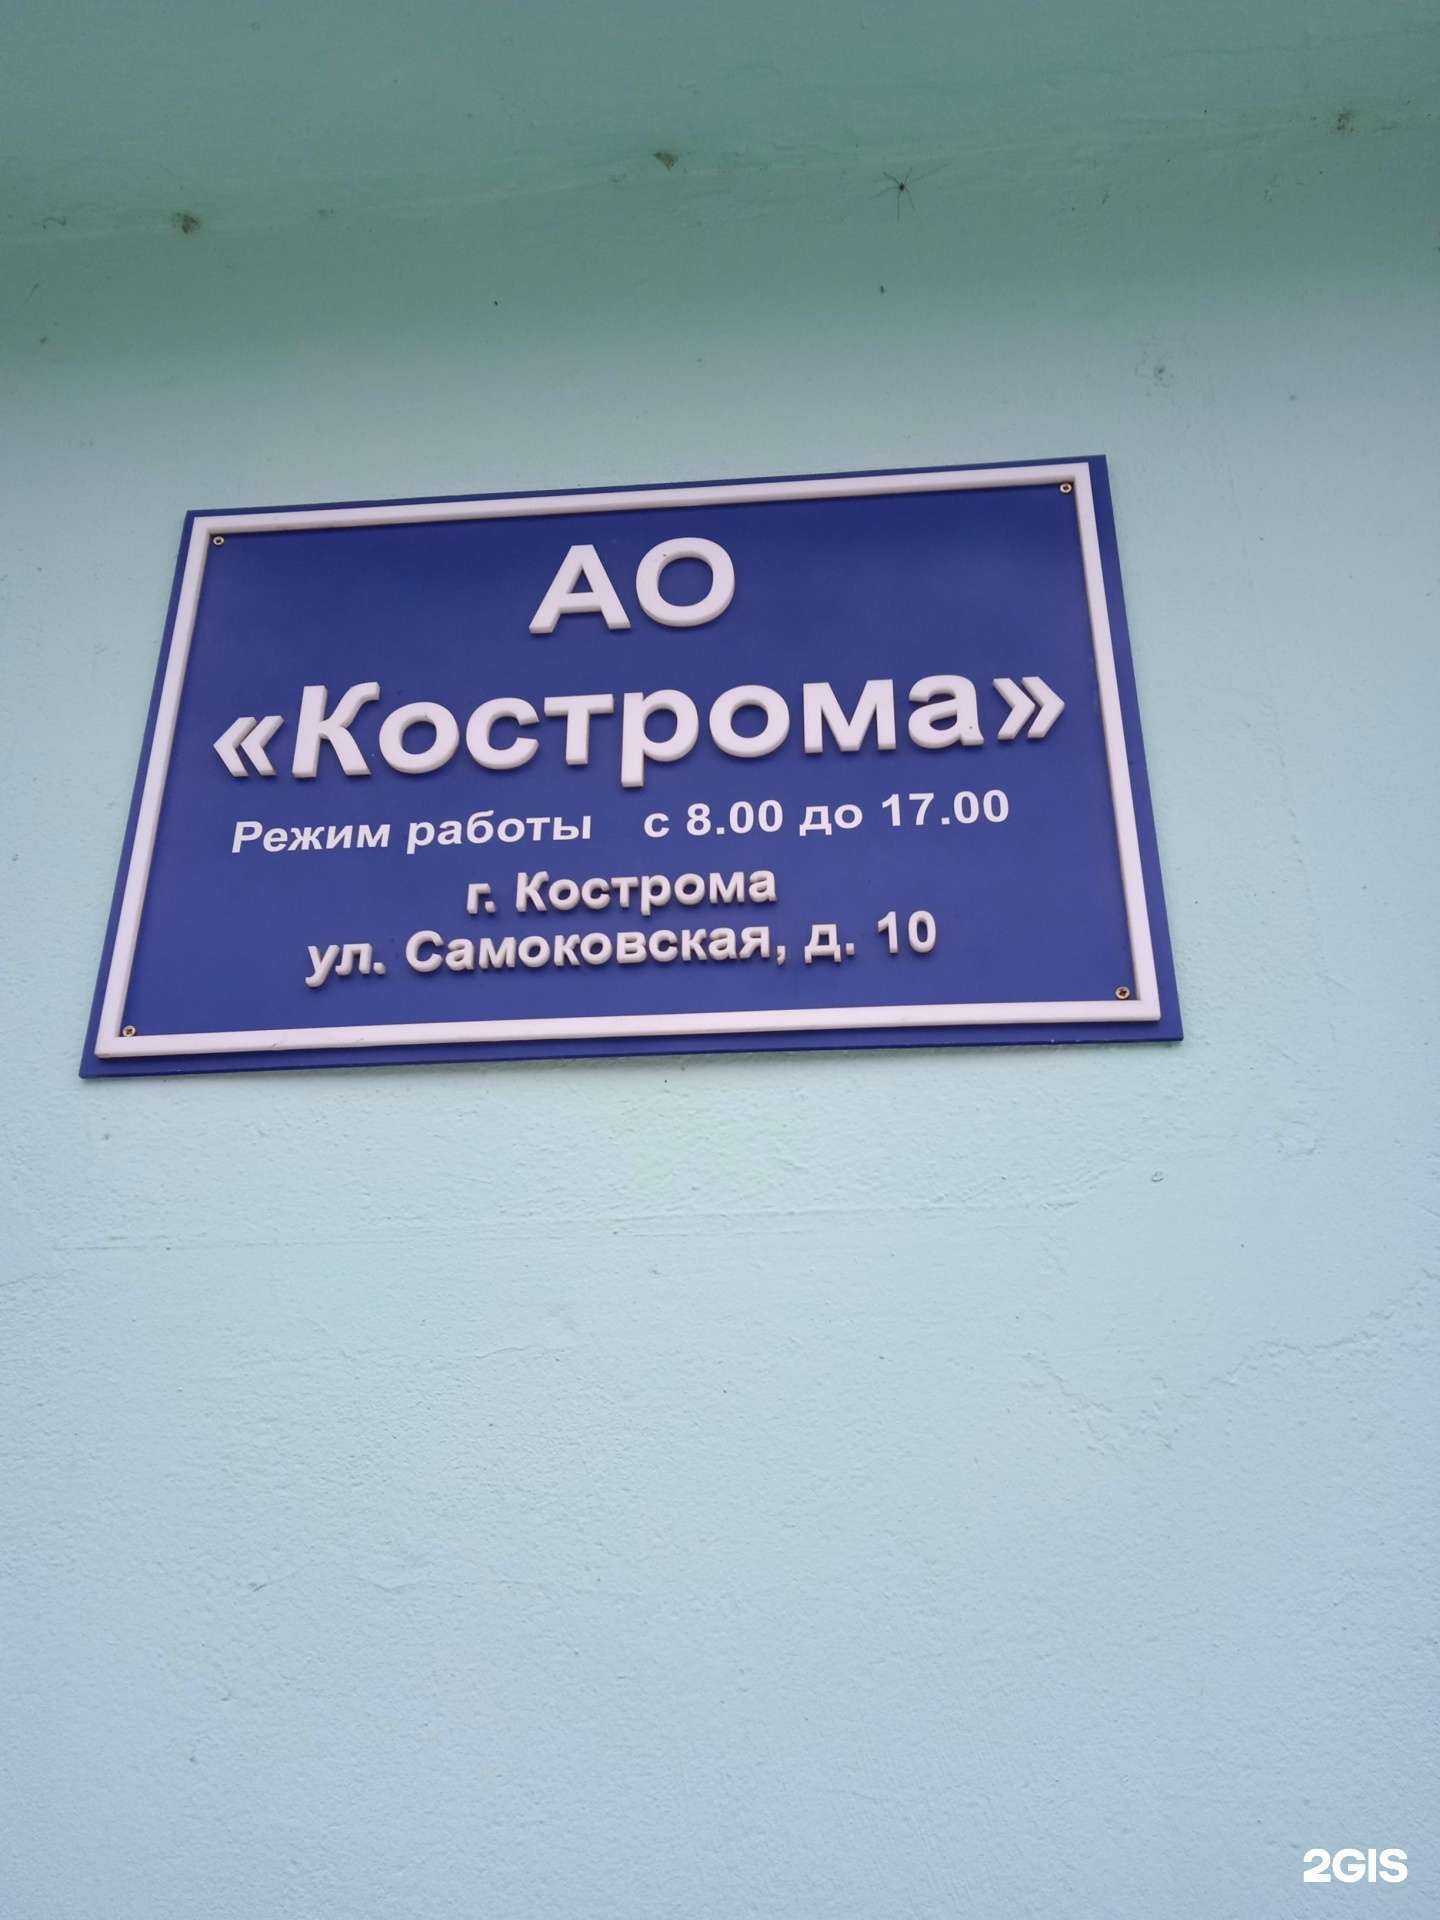 АО
«Кострома»
Режим работы с 8.00 до 17.00
г. Кострома
ул. Самоковская, д. 10
2GIS